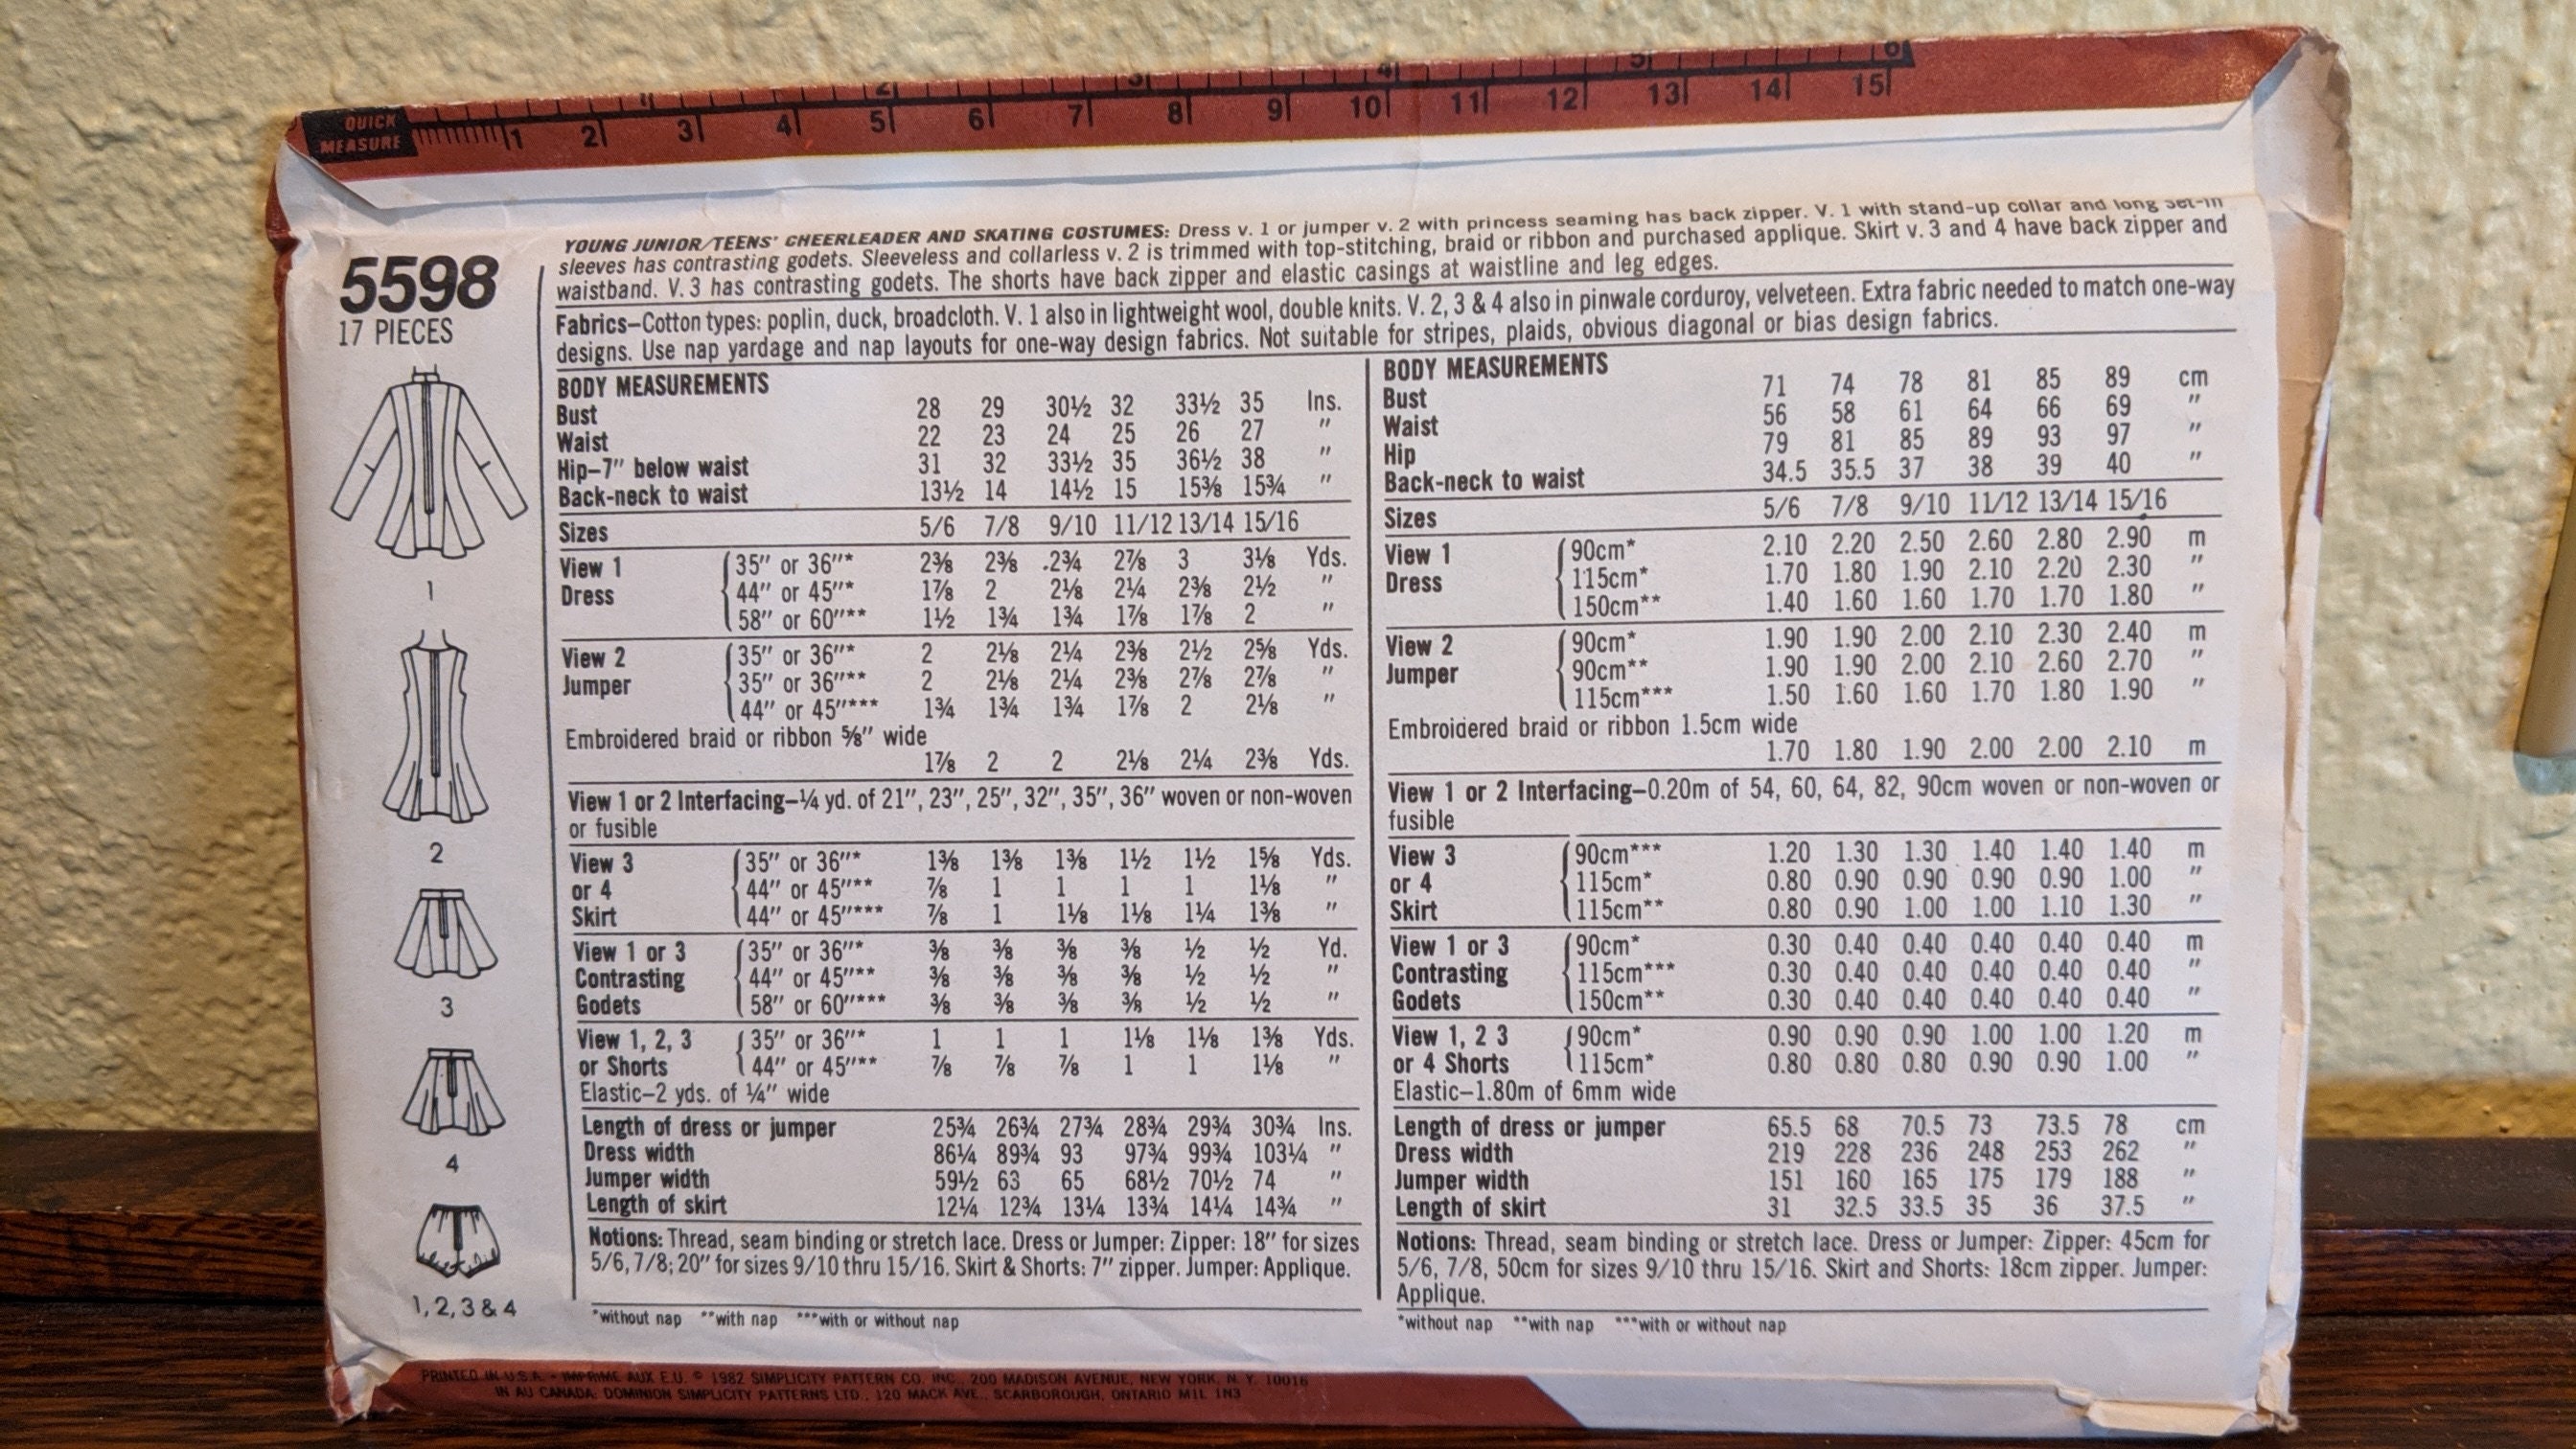 QUICK
MEASURE
1 2 3 4 5 6
1 2 3 4 5 6 7 8 9 10 11 12 13 14 15
5598
17 PIECES
YOUNG JUNIOR/TEENS' CHEERLEADER AND SKATING COSTUMES: Dress v. 1 or jumper v. 2 with princess seaming has back zipper. V. 1 with stand-up collar and long set-in
sleeves has contrasting godets. Sleeveless and collarless v. 2 is trimmed with top-stitching, braid or ribbon and purchased applique. Skirt v. 3 and 4 have back zipper and
waistband. V. 3 has contrasting godets. The shorts have back zipper and elastic casings at waistline and leg edges.
Fabrics–Cotton types: poplin, duck, broadcloth. V. 1 also in lightweight wool, double knits. V. 2, 3 & 4 also in pinwale corduroy, velveteen. Extra fabric needed to match one-way
designs. Use nap yardage and nap layouts for one-way design fabrics. Not suitable for stripes, plaids, obvious diagonal or bias design fabrics.
BODY MEASUREMENTS
Bust 28 29 30½ 32 33½ 35 Ins.
Waist 22 23 24 25 26 27 "
Hip–7" below waist 31 32 33½ 35 36½ 38 "
Back-neck to waist 13½ 14 14½ 15 15⅜ 15¾ "
Sizes 5/6 7/8 9/10 11/12 13/14 15/16
View 1 35" or 36"* 2⅜ 2⅜ 2¾ 2⅞ 3 3⅛ Yds.
Dress 44" or 45"* 1⅞ 2 2⅛ 2¼ 2⅜ 2½ "
58" or 60"** 1½ 1¾ 1¾ 1⅞ 1⅞ 2 "
View 2 35" or 36"* 2 2⅛ 2¼ 2⅜ 2½ 2⅝ Yds.
Jumper 35" or 36"** 2 2⅛ 2¼ 2⅜ 2⅞ 2⅞ "
44" or 45"*** 1¾ 1¾ 1¾ 1⅞ 2 2⅛ "
Embroidered braid or ribbon ⅝" wide
1⅞ 2 2 2⅛ 2¼ 2⅜ Yds.
View 1 or 2 Interfacing–¼ yd. of 21", 23", 25", 32", 35", 36" woven or non-woven
or fusible
View 3 35" or 36"* 1⅜ 1⅜ 1⅜ 1½ 1½ 1⅝ Yds.
or 4 44" or 45"** ⅞ 1 1 1 1 1⅛ "
Skirt 44" or 45"*** ⅞ 1 1⅛ 1⅛ 1¼ 1⅜ "
View 1 or 3 35" or 36"* ⅜ ⅜ ⅜ ⅜ ½ ½ Yd.
Contrasting 44" or 45"** ⅜ ⅜ ⅜ ⅜ ½ ½ "
Godets 58" or 60"*** ⅜ ⅜ ⅜ ⅜ ½ ½ "
View 1, 2, 3 35" or 36"* 1 1 1 1⅛ 1⅛ 1⅜ Yds.
or Shorts 44" or 45"** ⅞ ⅞ ⅞ 1 1 1⅛ "
Elastic–2 yds. of ¼" wide
Length of dress or jumper 25¾ 26¾ 27¾ 28¾ 29¾ 30¾ Ins.
Dress width 86¼ 89¾ 93 97¾ 99¾ 103¼ "
Jumper width 59½ 63 65 68½ 70½ 74 "
Length of skirt 12¼ 12¾ 13¼ 13¾ 14¼ 14¾ "
Notions: Thread, seam binding or stretch lace. Dress or Jumper: Zipper: 18" for sizes
5/6, 7/8; 20" for sizes 9/10 thru 15/16. Skirt & Shorts: 7" zipper. Jumper: Applique.
*without nap **with nap ***with or without nap
BODY MEASUREMENTS
Bust 71 74 78 81 85 89 cm
Waist 56 58 61 64 66 69 "
Hip 79 81 85 89 93 97 "
Back-neck to waist 34.5 35.5 37 38 39 40 "
Sizes 5/6 7/8 9/10 11/12 13/14 15/16
View 1 90cm* 2.10 2.20 2.50 2.60 2.80 2.90 m
Dress 115cm* 1.70 1.80 1.90 2.10 2.20 2.30 "
150cm** 1.40 1.60 1.60 1.70 1.70 1.80 "
View 2 90cm* 1.90 1.90 2.00 2.10 2.30 2.40 m
Jumper 90cm** 1.90 1.90 2.00 2.10 2.60 2.70 "
115cm*** 1.50 1.60 1.60 1.70 1.80 1.90 "
Embroidered braid or ribbon 1.5cm wide
1.70 1.80 1.90 2.00 2.00 2.10 m
View 1 or 2 Interfacing–0.20m of 54, 60, 64, 82, 90cm woven or non-woven or
fusible
View 3 90cm*** 1.20 1.30 1.30 1.40 1.40 1.40 m
or 4 115cm* 0.80 0.90 0.90 0.90 0.90 1.00 "
Skirt 115cm** 0.80 0.90 1.00 1.00 1.10 1.30 "
View 1 or 3 90cm* 0.30 0.40 0.40 0.40 0.40 0.40 m
Contrasting 115cm*** 0.30 0.40 0.40 0.40 0.40 0.40 "
Godets 150cm** 0.30 0.40 0.40 0.40 0.40 0.40 "
View 1, 2 3 90cm* 0.90 0.90 0.90 1.00 1.00 1.20 m
or 4 Shorts 115cm* 0.80 0.80 0.80 0.90 0.90 1.00 "
Elastic–1.80m of 6mm wide
Length of dress or jumper 65.5 68 70.5 73 73.5 78 cm
Dress width 219 228 236 248 253 262 "
Jumper width 151 160 165 175 179 188 "
Length of skirt 31 32.5 33.5 35 36 37.5 "
Notions: Thread, seam binding or stretch lace. Dress or Jumper: Zipper: 45cm for
5/6, 7/8, 50cm for sizes 9/10 thru 15/16. Skirt and Shorts: 18cm zipper. Jumper:
Applique.
*without nap **with nap ***with or without nap
1
2
3
4
1, 2, 3 & 4
PRINTED IN U.S.A. - IMPRIME AUX E.U. © 1982 SIMPLICITY PATTERN CO. INC., 200 MADISON AVENUE, NEW YORK, N. Y. 10016
IN AU CANADA: DOMINION SIMPLICITY PATTERNS LTD., 120 MACK AVE., SCARBOROUGH, ONTARIO M1L 1N3